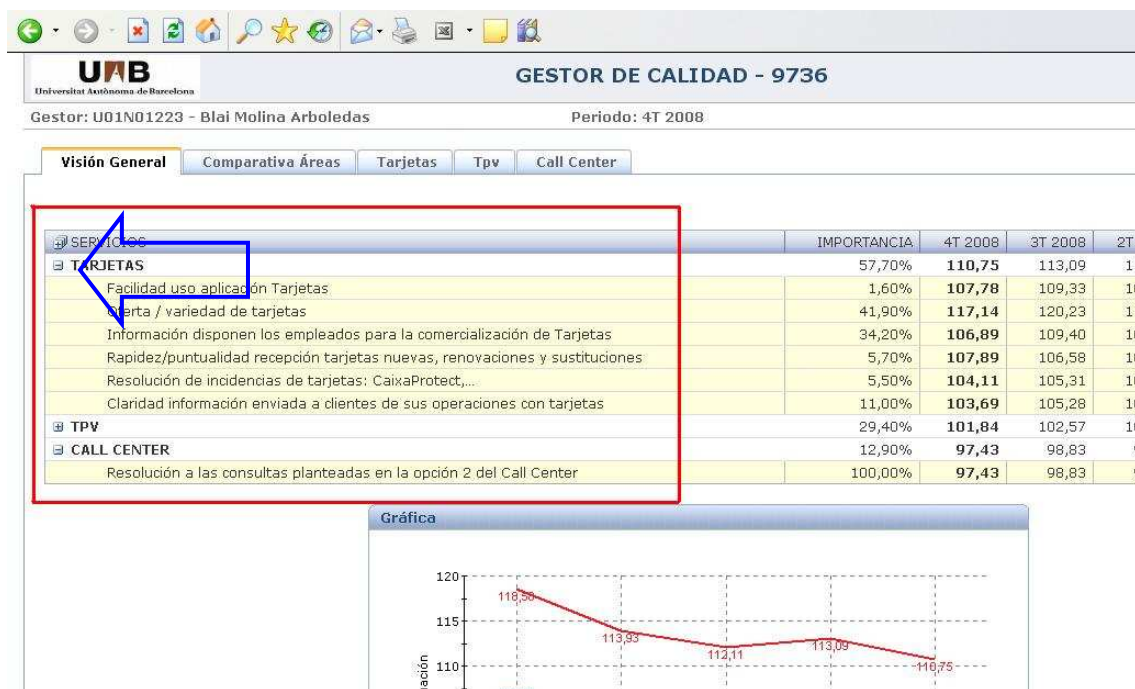 UAB
Universitat Autònoma de Barcelona
GESTOR DE CALIDAD - 9736
Gestor: U01N01223 - Blai Molina Arboledas Periodo: 4T 2008
Visión General Comparativa Áreas Tarjetas Tpv Call Center
SERVICIOS IMPORTANCIA 4T 2008 3T 2008 2T
TARJETAS 57,70% 110,75 113,09
Facilidad uso aplicación Tarjetas 1,60% 107,78 109,33
Oferta / variedad de tarjetas 41,90% 117,14 120,23
Información disponen los empleados para la comercialización de Tarjetas 34,20% 106,89 109,40
Rapidez/puntualidad recepción tarjetas nuevas, renovaciones y sustituciones 5,70% 107,89 106,58
Resolución de incidencias de tarjetas: CaixaProtect,... 5,50% 104,11 105,31
Claridad información enviada a clientes de sus operaciones con tarjetas 11,00% 103,69 105,28
TPV 29,40% 101,84 102,57
CALL CENTER 12,90% 97,43 98,83
Resolución a las consultas planteadas en la opción 2 del Call Center 100,00% 97,43 98,83
Gráfica
120
118,58
115
113,93
112,11
113,09
110,75
110